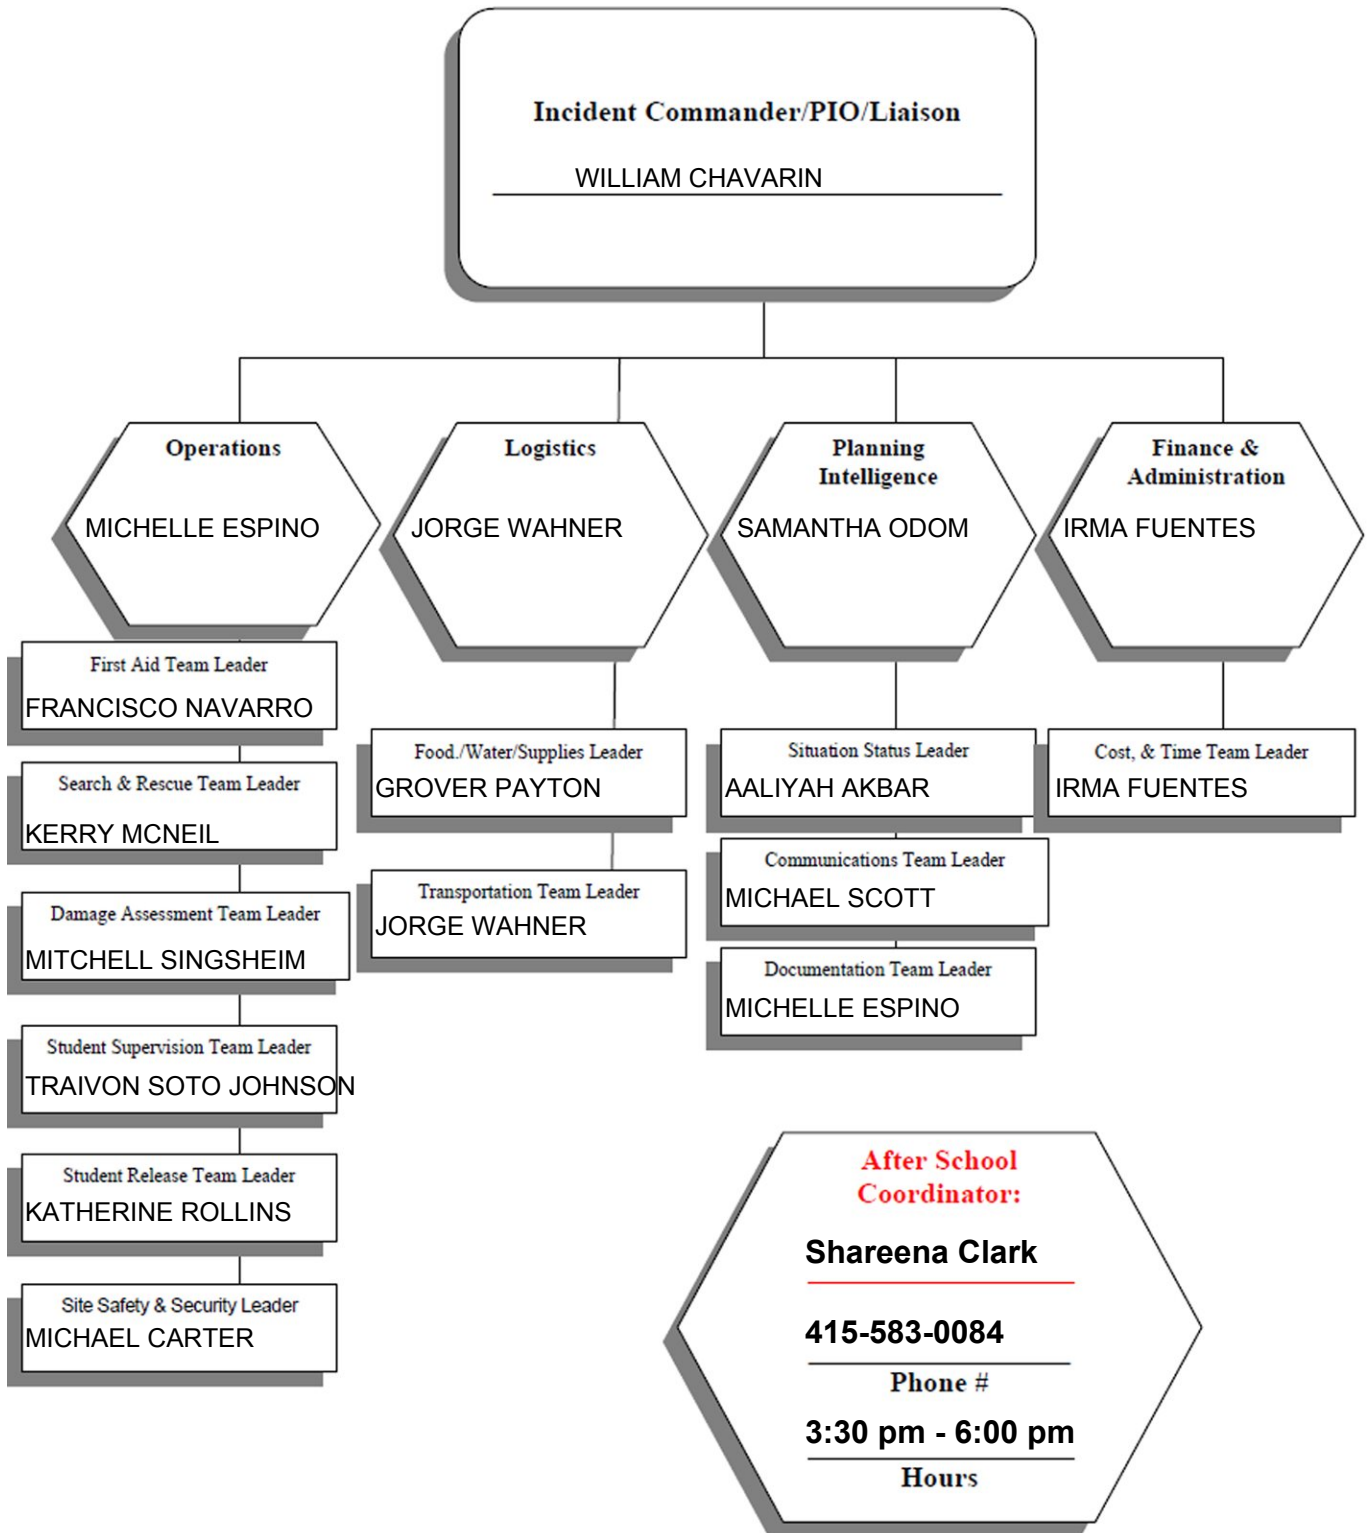 Incident Commander/PIO/Liaison
WILLIAM CHAVARIN
Operations
MICHELLE ESPINO
Logistics
JORGE WAHNER
Planning
Intelligence
SAMANTHA ODOM
Finance &
Administration
IRMA FUENTES
First Aid Team Leader
FRANCISCO NAVARRO
Search & Rescue Team Leader
KERRY MCNEIL
Damage Assessment Team Leader
MITCHELL SINGSHEIM
Student Supervision Team Leader
TRAIVON SOTO JOHNSON
Student Release Team Leader
KATHERINE ROLLINS
Site Safety & Security Leader
MICHAEL CARTER
Food./Water/Supplies Leader
GROVER PAYTON
Transportation Team Leader
JORGE WAHNER
Situation Status Leader
AALIYAH AKBAR
Communications Team Leader
MICHAEL SCOTT
Documentation Team Leader
MICHELLE ESPINO
Cost, & Time Team Leader
IRMA FUENTES
After School
Coordinator:
Shareena Clark
415-583-0084
Phone #
3:30 pm - 6:00 pm
Hours